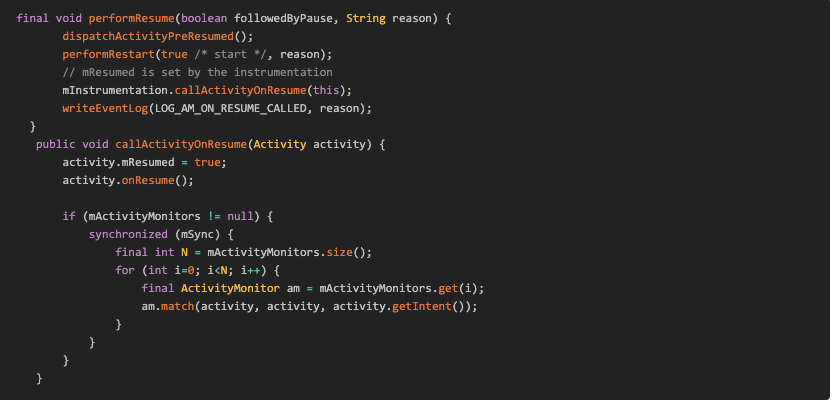 final void performResume(boolean followedByPause, String reason) {
dispatchActivityPreResumed();
performRestart(true /* start */, reason);
// mResumed is set by the instrumentation
mInstrumentation.callActivityOnResume(this);
writeEventLog(LOG_AM_ON_RESUME_CALLED, reason);
}
public void callActivityOnResume(Activity activity) {
activity.mResumed = true;
activity.onResume();
if (mActivityMonitors != null) {
synchronized (mSync) {
final int N = mActivityMonitors.size();
for (int i=0; i<N; i++) {
final ActivityMonitor am = mActivityMonitors.get(i);
am.match(activity, activity, activity.getIntent());
}
}
}
}